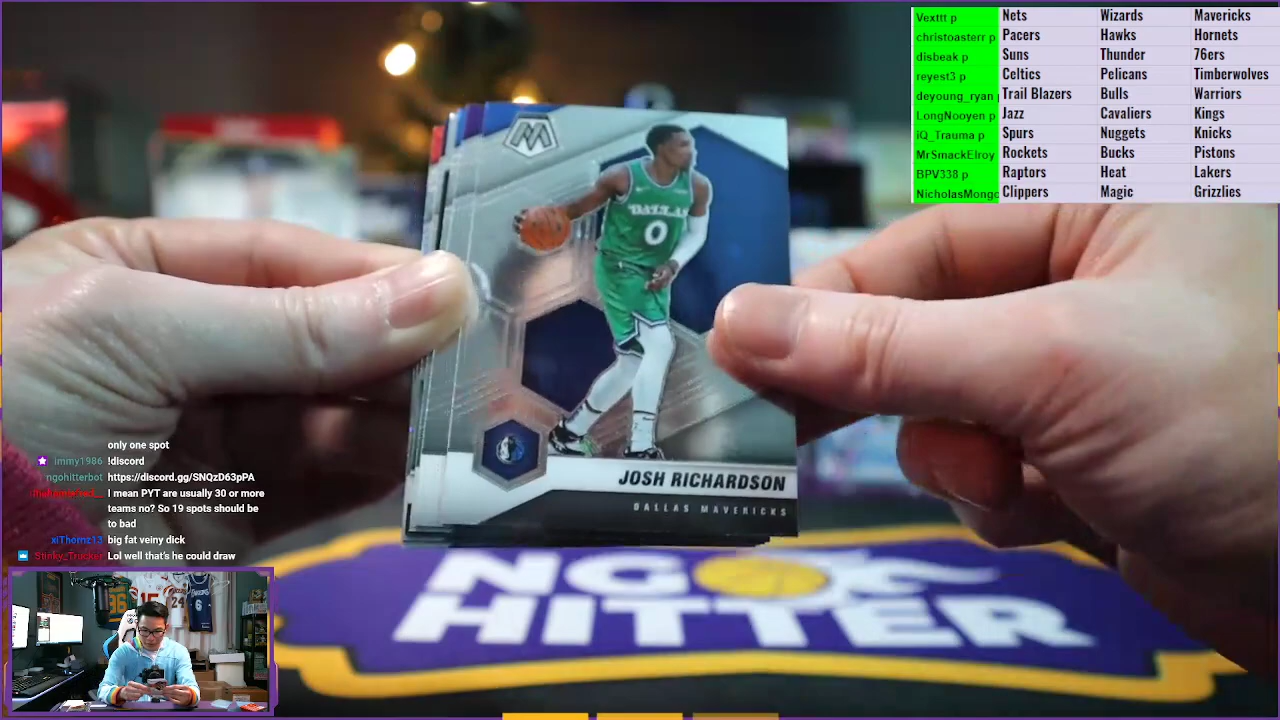 Vexttt p Nets Wizards Mavericks
christoasterr p Pacers Hawks Hornets
disbeak p Suns Thunder 76ers
reyest3 p Celtics Pelicans Timberwolves
deyoung_ryan Trail Blazers Bulls Warriors
LongNooyen p Jazz Cavaliers Kings
iQ_Trauma p Spurs Nuggets Knicks
MrSmackElroy Rockets Bucks Pistons
BPV338 p Raptors Heat Lakers
NicholasMongo Clippers Magic Grizzlies
DALLAS
0
JOSH RICHARDSON
DALLAS MAVERICKS
only one spot
immy1986 !discord
ngohitterbot https://discord.gg/SNQzD63pPA
I mean PYT are usually 30 or more
teams no? So 19 spots should be
to bad
xiThornz13 big fat veiny dick
Stinky_Trucker Lol well that's he could draw
NGO
HITTER